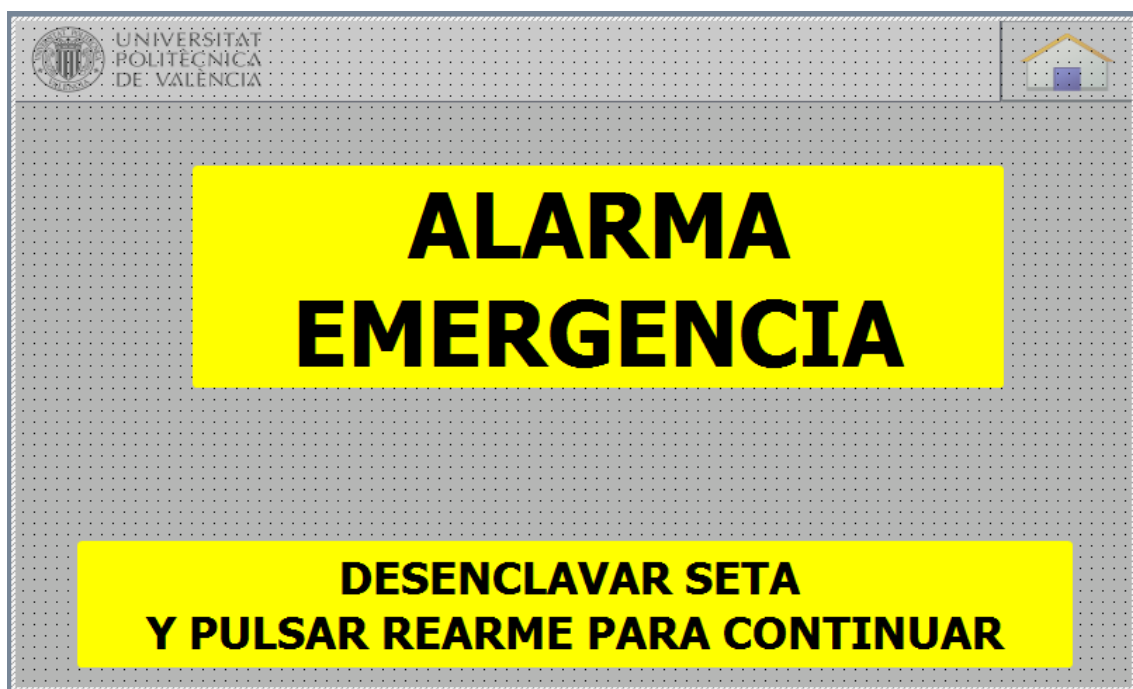 UNIVERSITAT
POLITÈCNICA
DE VALÈNCIA
ALARMA
EMERGENCIA
DESENCLAVAR SETA
Y PULSAR REARME PARA CONTINUAR